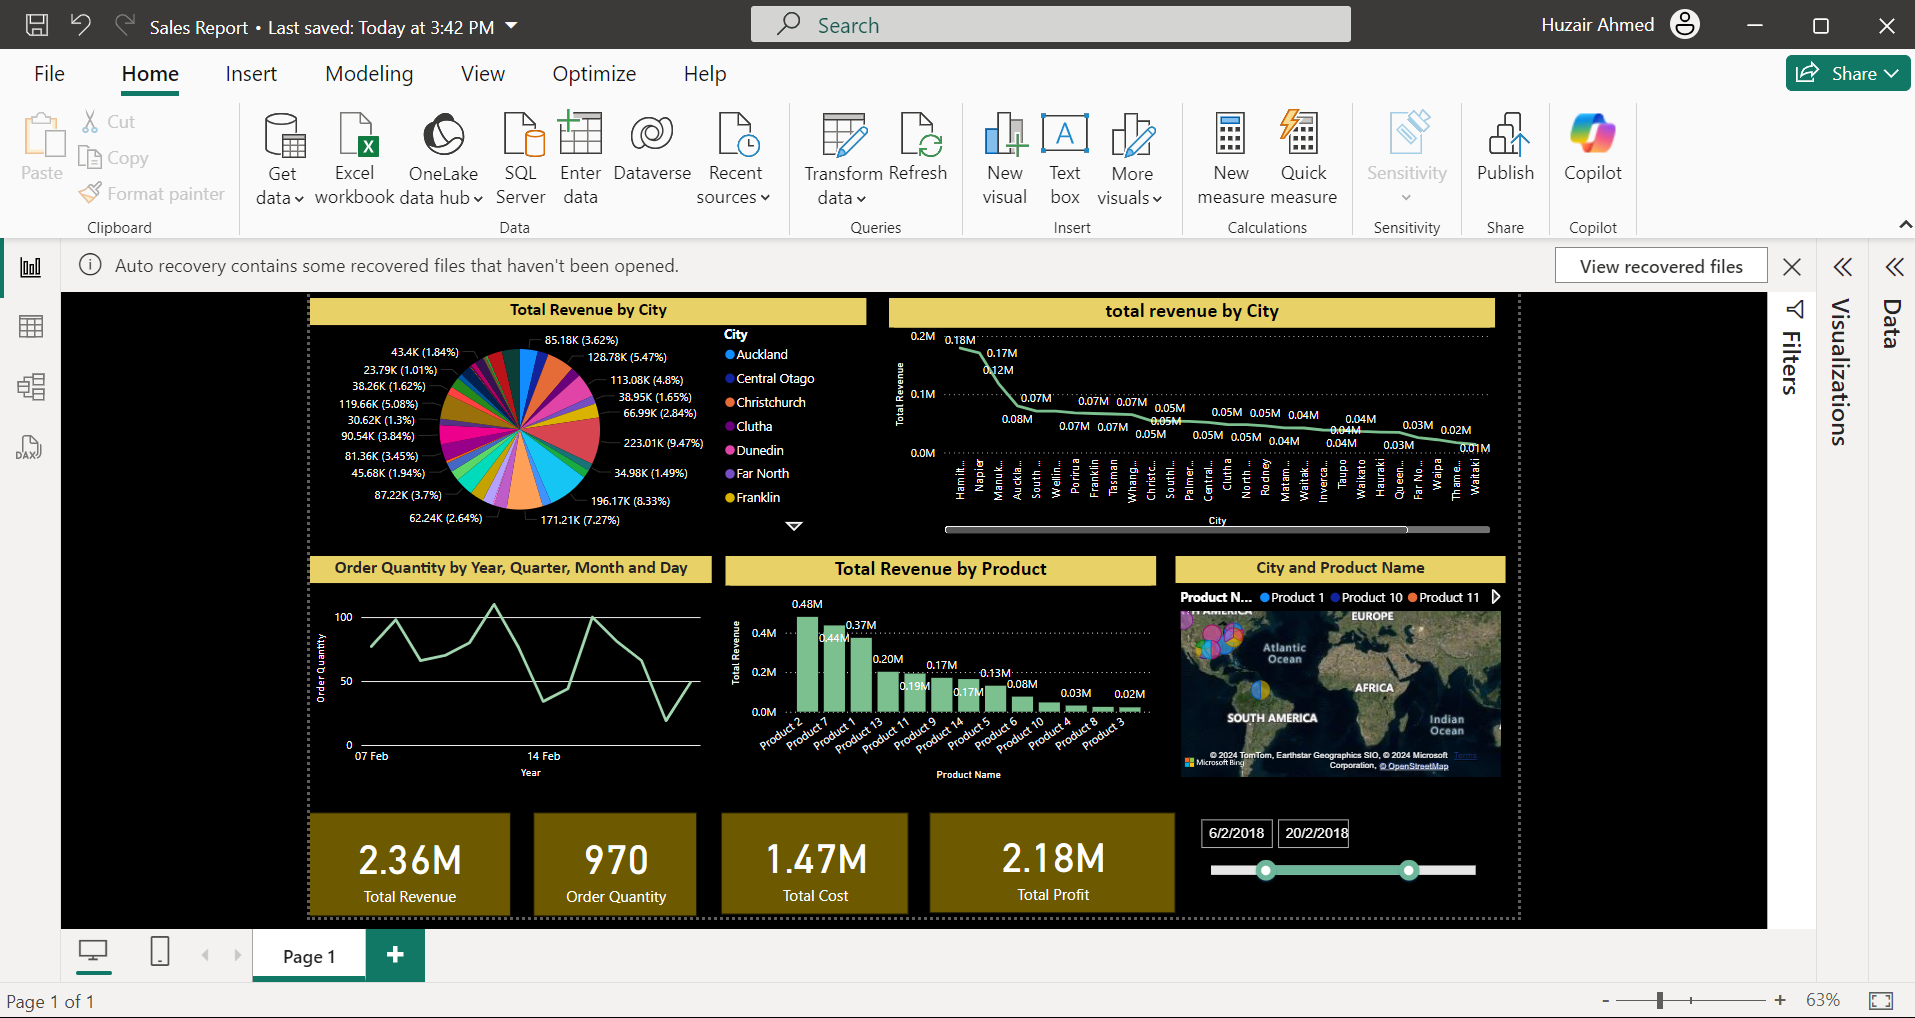 Sales Report • Last saved: Today at 3:42 PM
Search
Huzair Ahmed
File Home Insert Modeling View Optimize Help
Share
Paste
Cut
Copy
Format painter
Clipboard
Get data
Excel workbook
OneLake data hub
SQL Server
Enter data
Dataverse
Recent sources
Data
Transform data
Refresh
Queries
New visual
A
Text box
More visuals
Insert
New measure
Quick measure
Calculations
Sensitivity
Sensitivity
Publish
Share
Copilot
Copilot
Auto recovery contains some recovered files that haven't been opened.
View recovered files
DAX
Filters
Visualizations
Data
Total Revenue by City
85.18K (3.62%)
128.78K (5.47%)
113.08K (4.8%)
38.95K (1.65%)
66.99K (2.84%)
223.01K (9.47%)
34.98K (1.49%)
196.17K (8.33%)
171.21K (7.27%)
62.24K (2.64%)
87.22K (3.7%)
45.68K (1.94%)
81.36K (3.45%)
90.54K (3.84%)
30.62K (1.3%)
119.66K (5.08%)
38.26K (1.62%)
23.79K (1.01%)
43.4K (1.84%)
City
Auckland
Central Otago
Christchurch
Clutha
Dunedin
Far North
Franklin
total revenue by City
Total Revenue
0.2M
0.1M
0.0M
0.18M
0.17M
0.12M
0.08M
0.07M
0.07M
0.07M
0.07M
0.07M
0.05M
0.05M
0.05M
0.05M
0.05M
0.05M
0.05M
0.04M
0.04M
0.04M
0.04M
0.04M
0.03M
0.03M
0.02M
0.01M
Hamilt...
Napier
Manuk...
Auckla...
South ...
Wellin...
Porirua
Franklin
Tasman
Whang...
Christc...
Southl...
Palmer...
Central...
Clutha
North ...
Rodney
Matam...
Waitak...
Inverca...
Taupo
Waikato
Hauraki
Queen...
Far No...
Waipa
Thame...
Waitaki
City
Order Quantity by Year, Quarter, Month and Day
Order Quantity
100
50
0
07 Feb
14 Feb
Year
Total Revenue by Product
Total Revenue
0.4M
0.2M
0.0M
0.48M
0.44M
0.37M
0.20M
0.19M
0.17M
0.17M
0.13M
0.08M
0.03M
0.02M
Product 2
Product 7
Product 1
Product 13
Product 11
Product 9
Product 14
Product 5
Product 6
Product 10
Product 4
Product 8
Product 3
Product Name
City and Product Name
Product N... Product 1 Product 10 Product 11
EUROPE
Atlantic Ocean
AFRICA
SOUTH AMERICA
Indian Ocean
Microsoft Bing
© 2024 TomTom, Earthstar Geographics SIO, © 2024 Microsoft Terms
Corporation, © OpenStreetMap
2.36M
Total Revenue
970
Order Quantity
1.47M
Total Cost
2.18M
Total Profit
6/2/2018 20/2/2018
Page 1
Page 1 of 1
63%